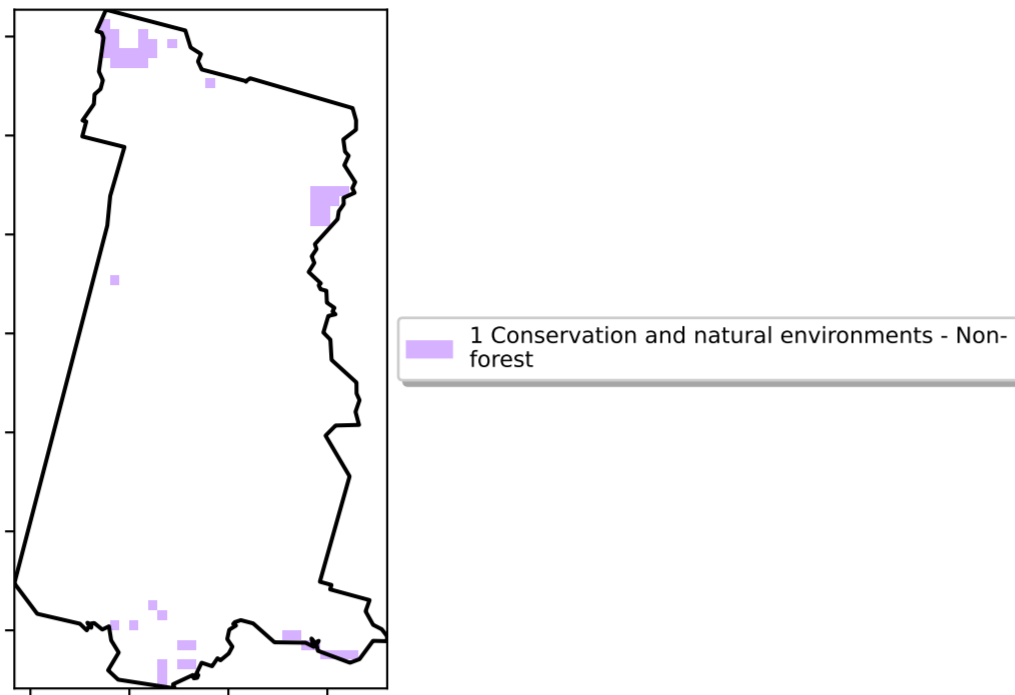 1 Conservation and natural environments - Non-
forest